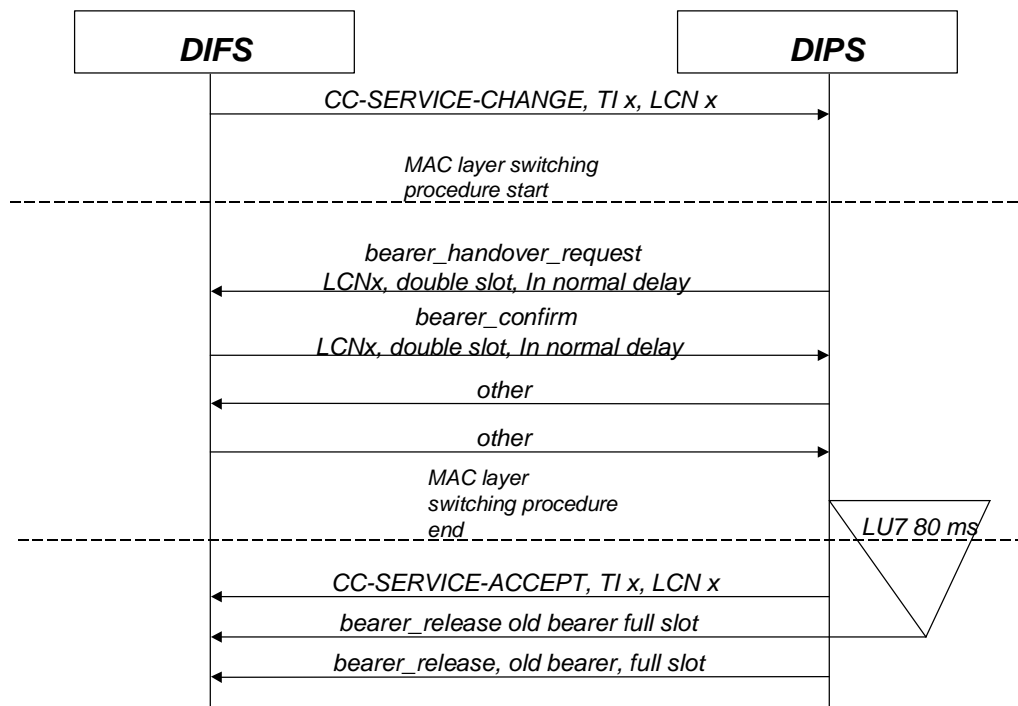 DIFS
DIPS
CC-SERVICE-CHANGE, TI x, LCN x
MAC layer switching
procedure start
bearer_handover_request
LCNx, double slot, In normal delay
bearer_confirm
LCNx, double slot, In normal delay
other
other
MAC layer
switching procedure
end
LU7 80 ms
CC-SERVICE-ACCEPT, TI x, LCN x
bearer_release old bearer full slot
bearer_release, old bearer, full slot